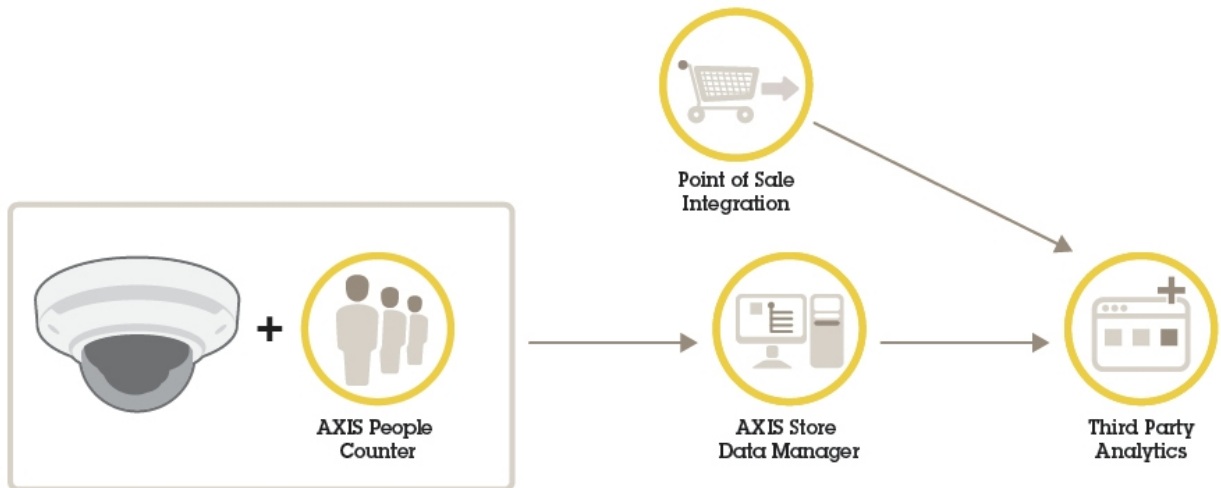 Point of Sale
Integration
AXIS People
Counter
AXIS Store
Data Manager
Third Party
Analytics